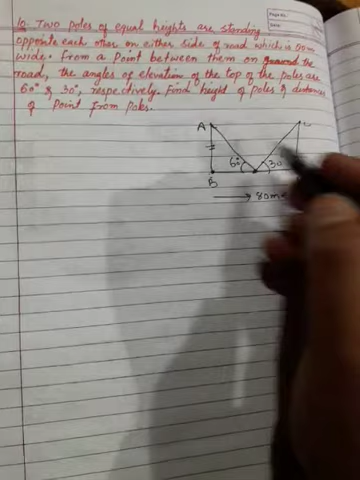 10. Two poles of equal heights are standing
opposite each other on either side of road which is 80m
wide. From a Point between them on the
road, the angles of elevation of the top of the poles are
60° & 30°, respectively. Find height of poles & distances
of Point from Poles.
A
60°
30
B
80m